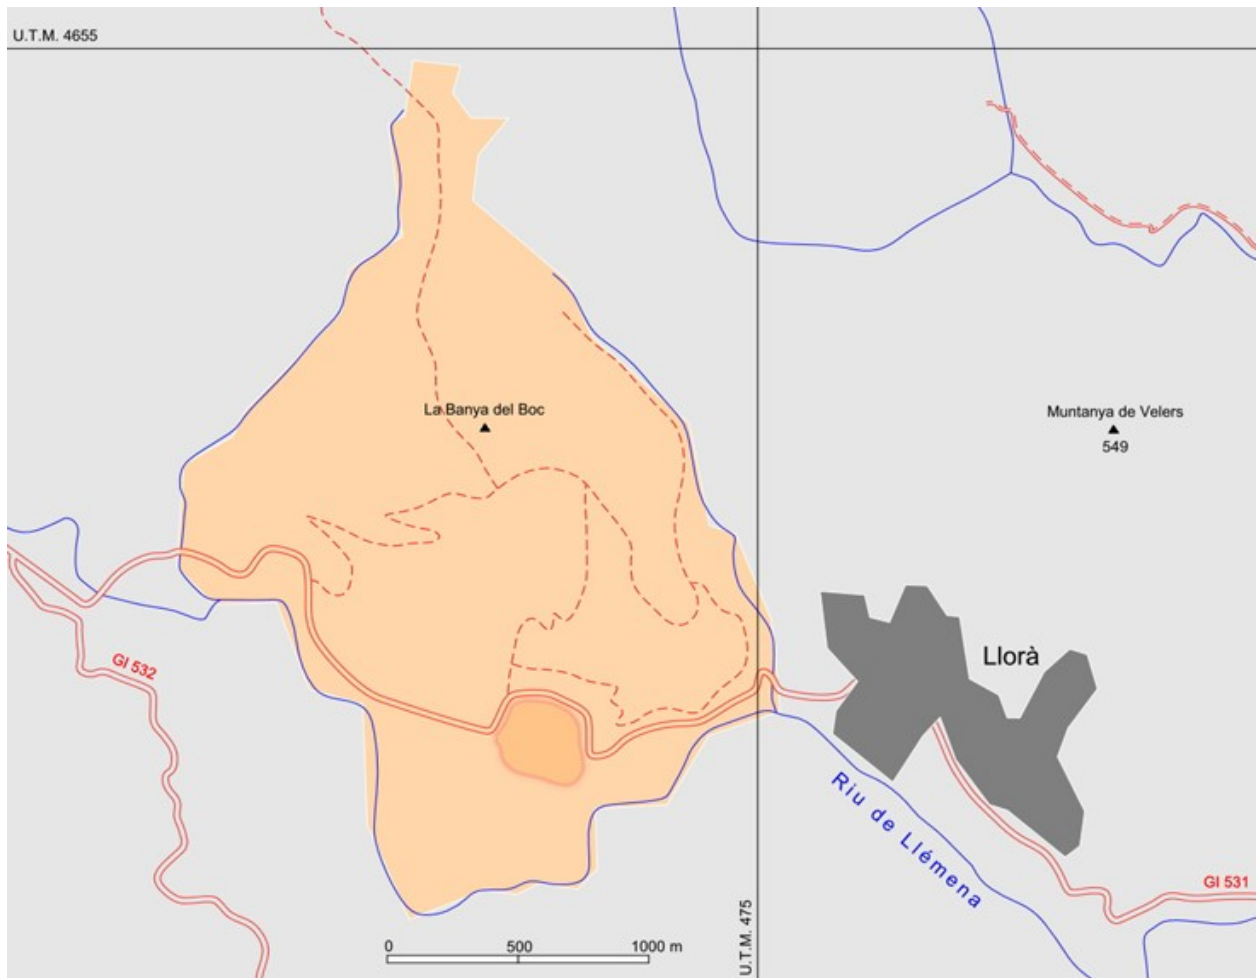 U.T.M. 4655
La Banya del Boc
Muntanya de Velers
549
Llorà
GI 532
Riu de Llémena
GI 531
U.T.M. 475
0 500 1000 m